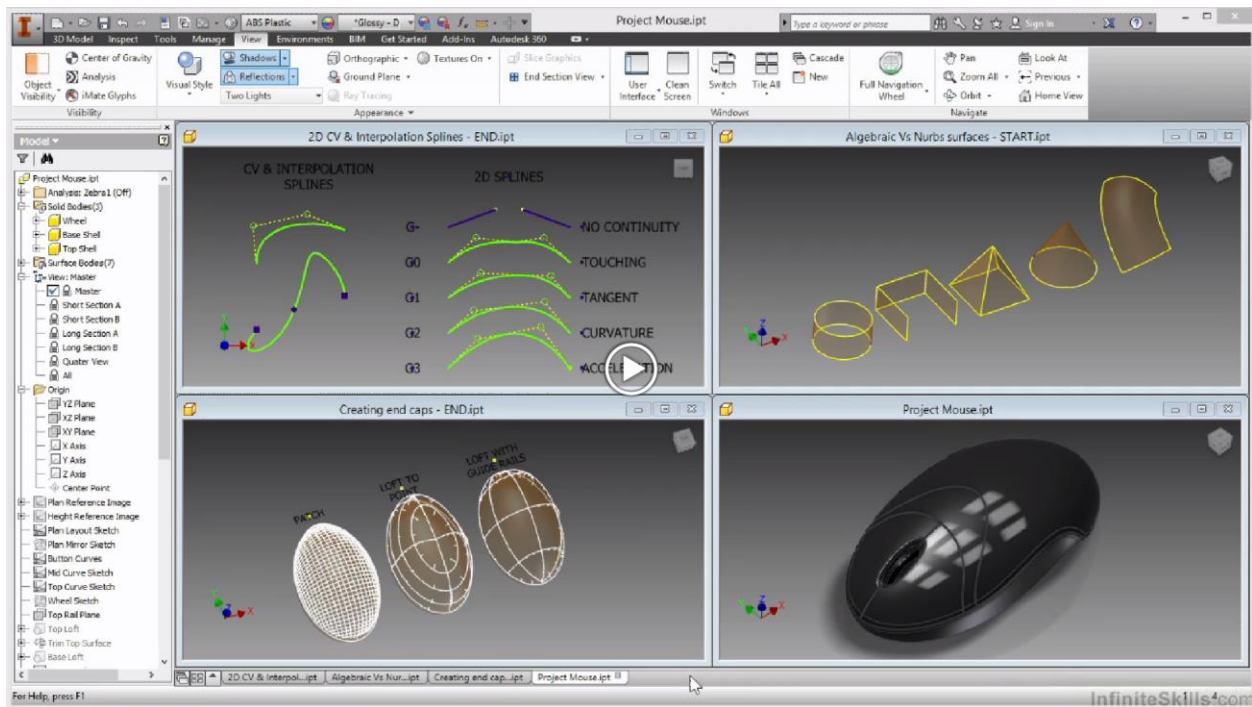 ABS Plastic
*Glossy - D
Project Mouse.ipt
Type a keyword or phrase
Sign In
3D Model Inspect Tools Manage View Environments BIM Get Started Add-Ins Autodesk 360
Object Visibility
Center of Gravity
Analysis
iMate Glyphs
Visibility
Visual Style
Shadows
Reflections
Two Lights
Orthographic
Ground Plane
Ray Tracing
Textures On
Slice Graphics
End Section View
Appearance
User Interface
Clean Screen
Switch
Tile All
Cascade
New
Windows
Full Navigation Wheel
Pan
Zoom All
Orbit
Look At
Previous
Home View
Navigate
Model
Project Mouse.ipt
Analysis: Zebra1 (Off)
Solid Bodies(3)
Wheel
Base Shell
Top Shell
Surface Bodies(7)
View: Master
Master
Short Section A
Short Section B
Long Section A
Long Section B
Quater View
All
Origin
YZ Plane
XZ Plane
XY Plane
X Axis
Y Axis
Z Axis
Center Point
Plan Reference Image
Height Reference Image
Plan Layout Sketch
Plan Mirror Sketch
Button Curves
Mid Curve Sketch
Top Curve Sketch
Wheel Sketch
Top Rail Plane
Top Loft
Trim Top Surface
Base Loft
2D CV & Interpolation Splines - END.ipt
CV & INTERPOLATION
SPLINES
2D SPLINES
G- NO CONTINUITY
G0 TOUCHING
G1 TANGENT
G2 CURVATURE
G3
X
Algebraic Vs Nurbs surfaces - START.ipt
Creating end caps - END.ipt
PATCH
LOFT TO
POINT
LOFT WITH
GUIDE RAILS
X
Project Mouse.ipt
2D CV & Interpol...ipt
Algebraic Vs Nur...ipt
Creating end cap...ipt
Project Mouse.ipt
For Help, press F1
1 4
InfiniteSkills.com